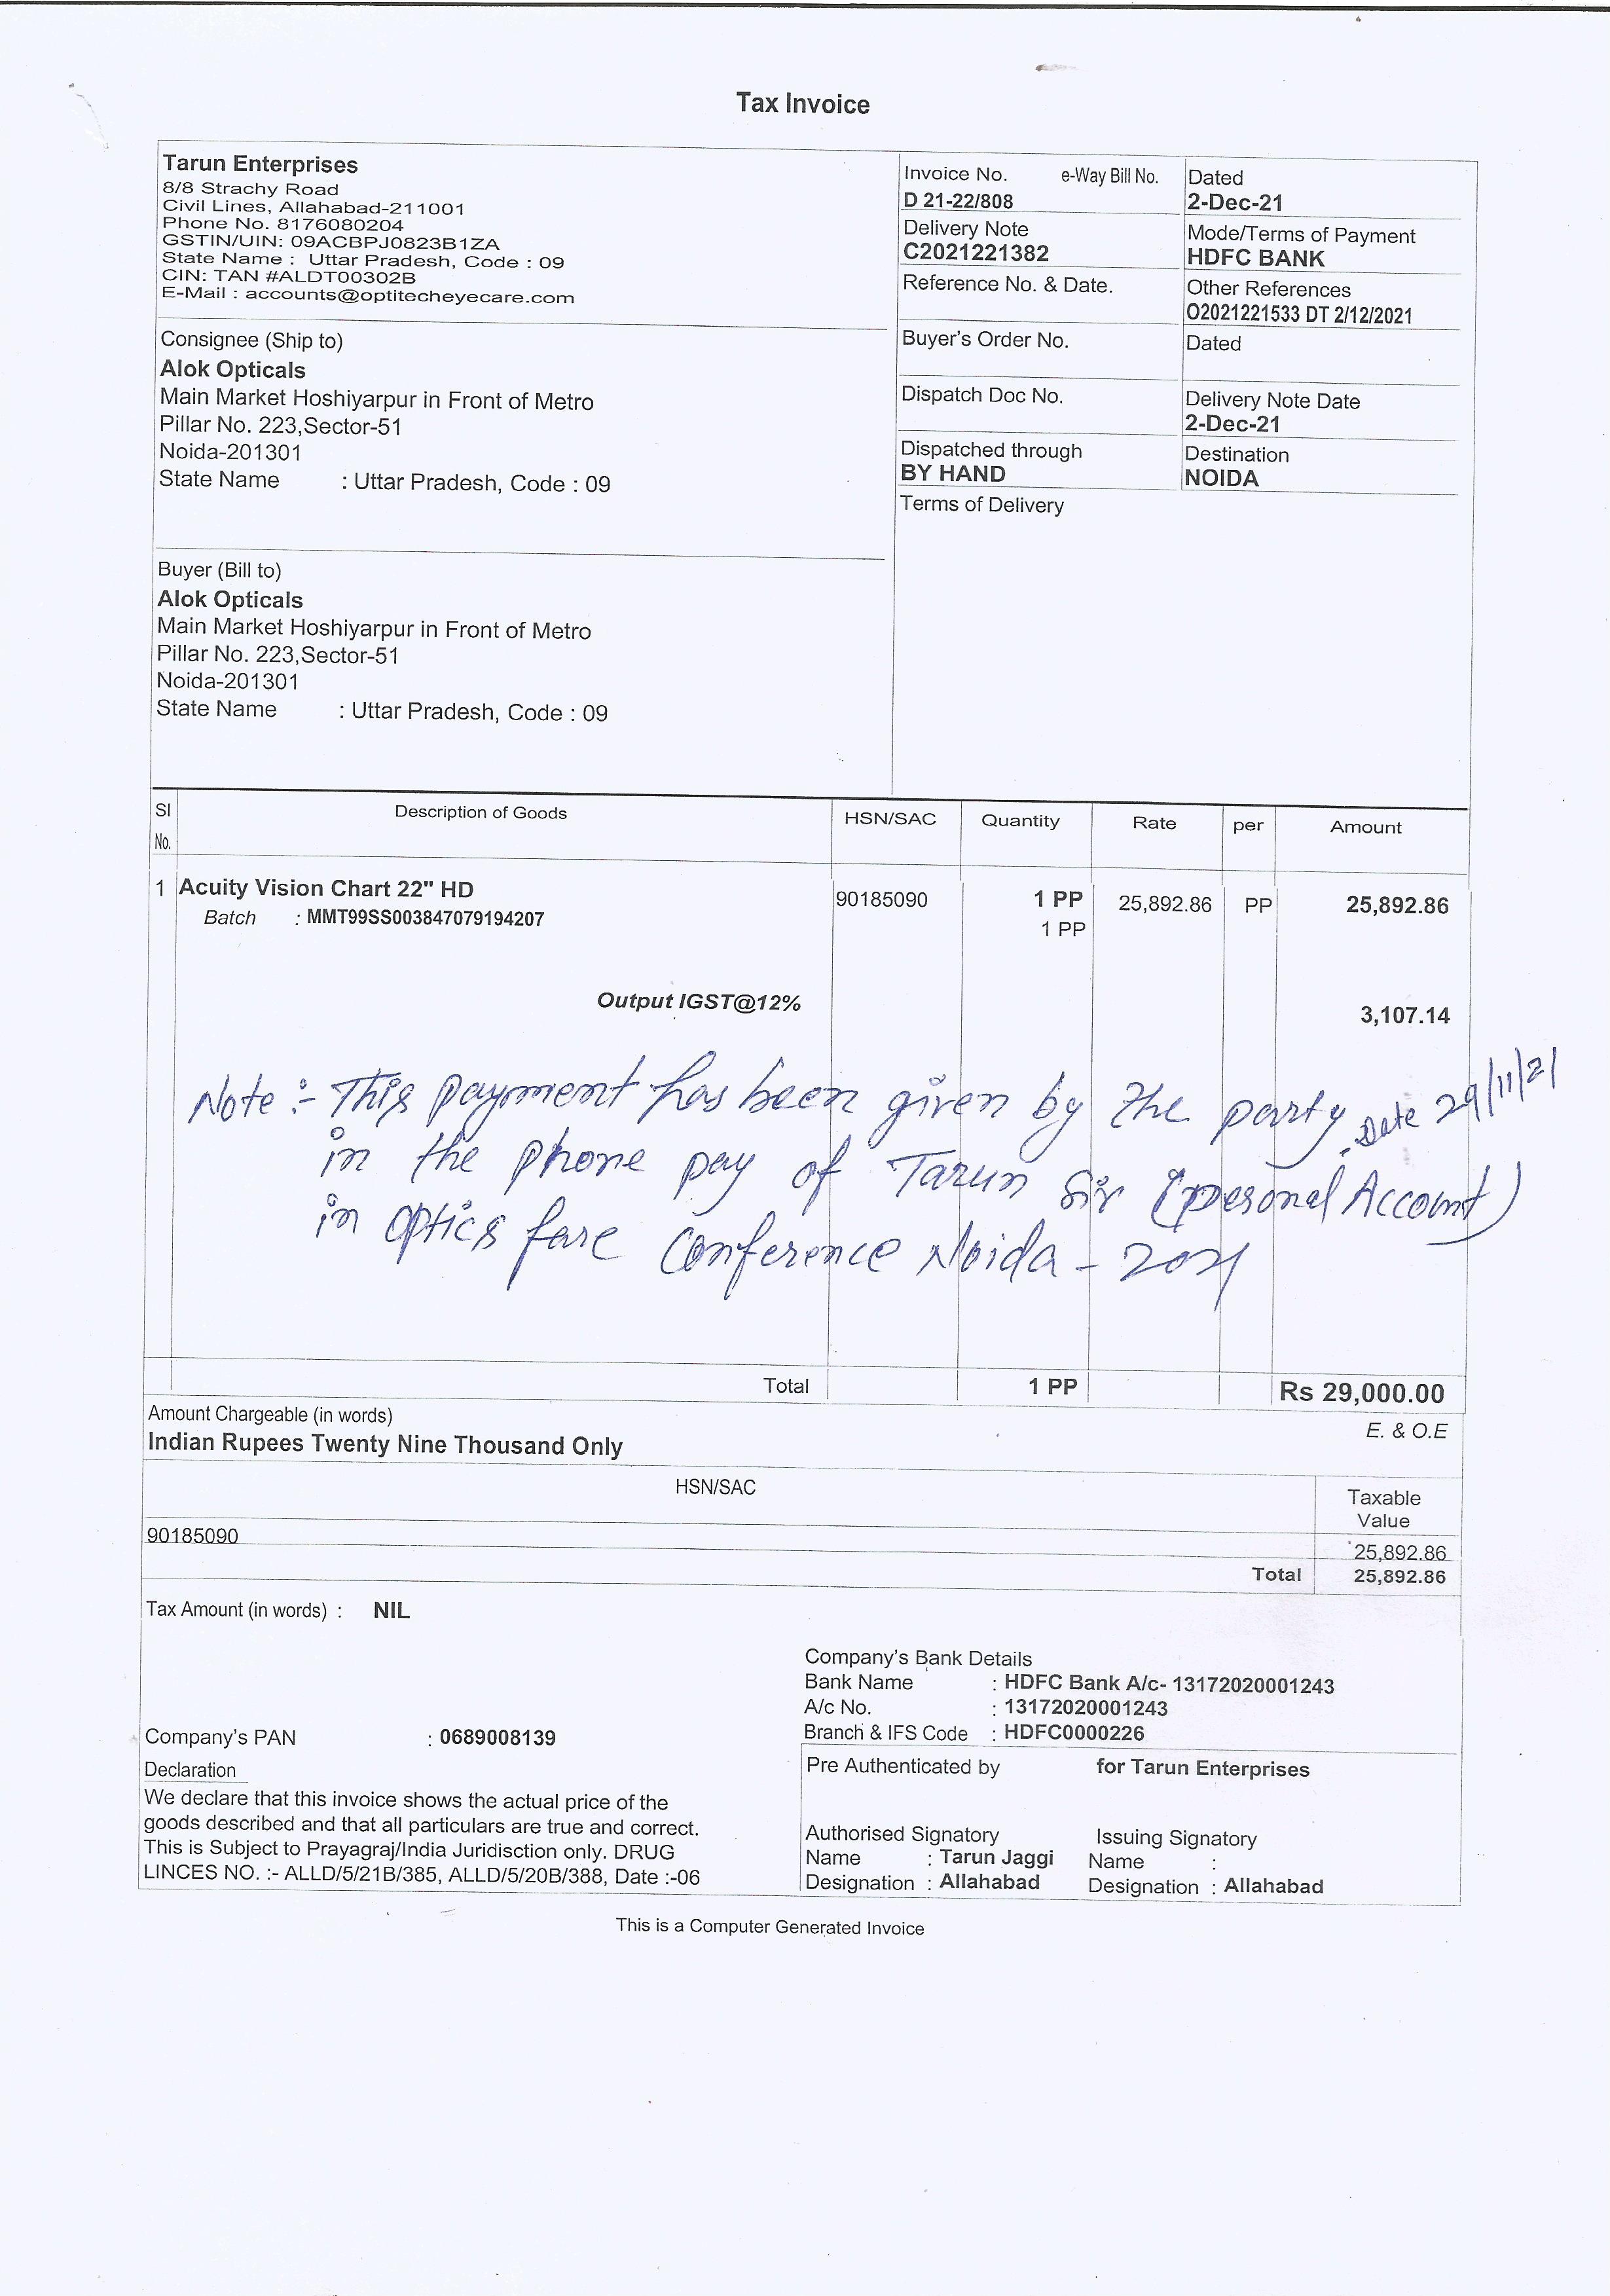 Tax Invoice
Tarun Enterprises
8/8 Strachy Road
Civil Lines, Allahabad-211001
Phone No. 8176080204
GSTIN/UIN: 09ACBPJ0823B1ZA
State Name : Uttar Pradesh, Code : 09
CIN: TAN #ALDT00302B
E-Mail : accounts@optitecheyecare.com
Invoice No. e-Way Bill No.
D 21-22/808
Dated
2-Dec-21
Delivery Note
C2021221382
Mode/Terms of Payment
HDFC BANK
Reference No. & Date.
Other References
O2021221533 DT 2/12/2021
Buyer's Order No.
Dated
Dispatch Doc No.
Delivery Note Date
2-Dec-21
Dispatched through
BY HAND
Destination
NOIDA
Terms of Delivery
Consignee (Ship to)
Alok Opticals
Main Market Hoshiyarpur in Front of Metro
Pillar No. 223,Sector-51
Noida-201301
State Name : Uttar Pradesh, Code : 09
Buyer (Bill to)
Alok Opticals
Main Market Hoshiyarpur in Front of Metro
Pillar No. 223,Sector-51
Noida-201301
State Name : Uttar Pradesh, Code : 09
Sl No. Description of Goods HSN/SAC Quantity Rate per Amount
1 Acuity Vision Chart 22" HD 90185090 1 PP 25,892.86 PP 25,892.86
Batch : MMT99SS003847079194207 1 PP
Output IGST@12% 3,107.14
Note :- This payment has been given by the party Date 29/11/21
in the phone pay of Tarun Sir (personal Account)
in optics fare Conference Noida - 2021
Total 1 PP Rs 29,000.00
Amount Chargeable (in words) E. & O.E
Indian Rupees Twenty Nine Thousand Only
HSN/SAC Taxable Value
90185090 25,892.86
Total 25,892.86
Tax Amount (in words) : NIL
Company's Bank Details
Bank Name : HDFC Bank A/c- 13172020001243
A/c No. : 13172020001243
Branch & IFS Code : HDFC0000226
Company's PAN : 0689008139
Declaration
We declare that this invoice shows the actual price of the
goods described and that all particulars are true and correct.
This is Subject to Prayagraj/India Juridisction only. DRUG
LINCES NO. :- ALLD/5/21B/385, ALLD/5/20B/388, Date :-06
Pre Authenticated by for Tarun Enterprises
Authorised Signatory Issuing Signatory
Name : Tarun Jaggi Name :
Designation : Allahabad Designation : Allahabad
This is a Computer Generated Invoice